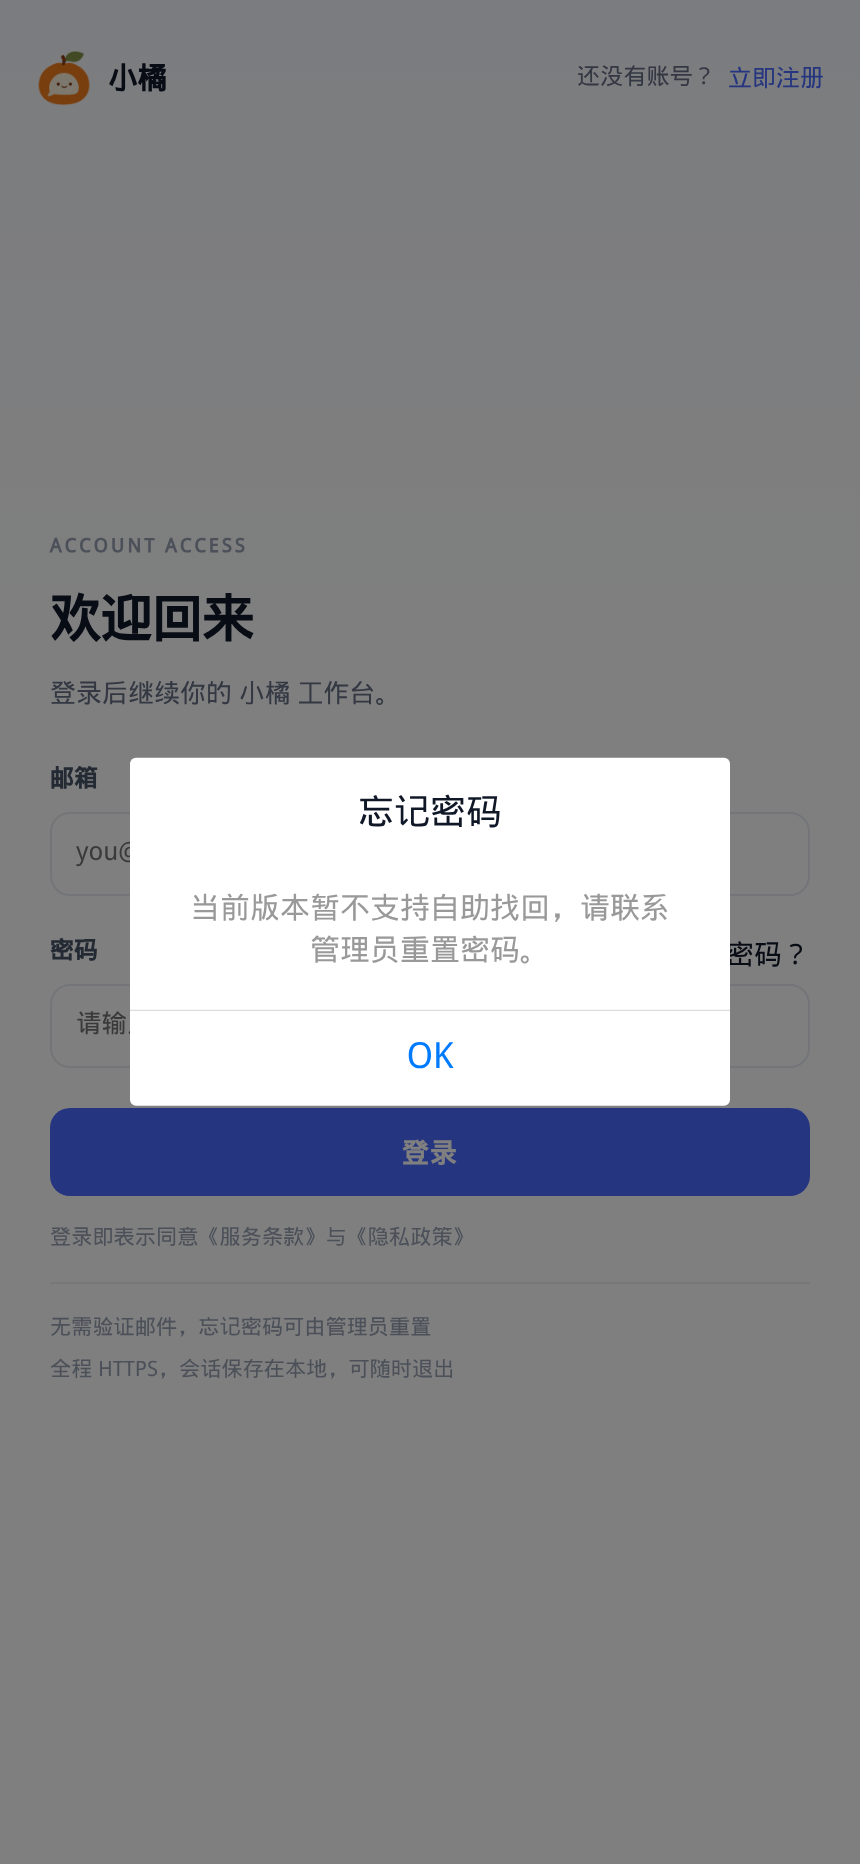 小橘
还没有账号？ 立即注册
ACCOUNT ACCESS
欢迎回来
登录后继续你的 小橘 工作台。
邮箱
you@
忘记密码
当前版本暂不支持自助找回，请联系
管理员重置密码。
OK
密码
密码？
请输
登录
登录即表示同意《服务条款》与《隐私政策》
无需验证邮件，忘记密码可由管理员重置
全程 HTTPS，会话保存在本地，可随时退出